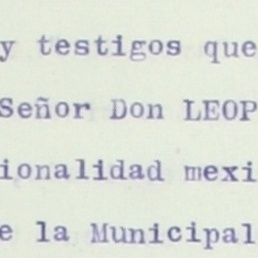 y testigos que
Señor Don LEOP
ionalidad mexi
e la Municipal